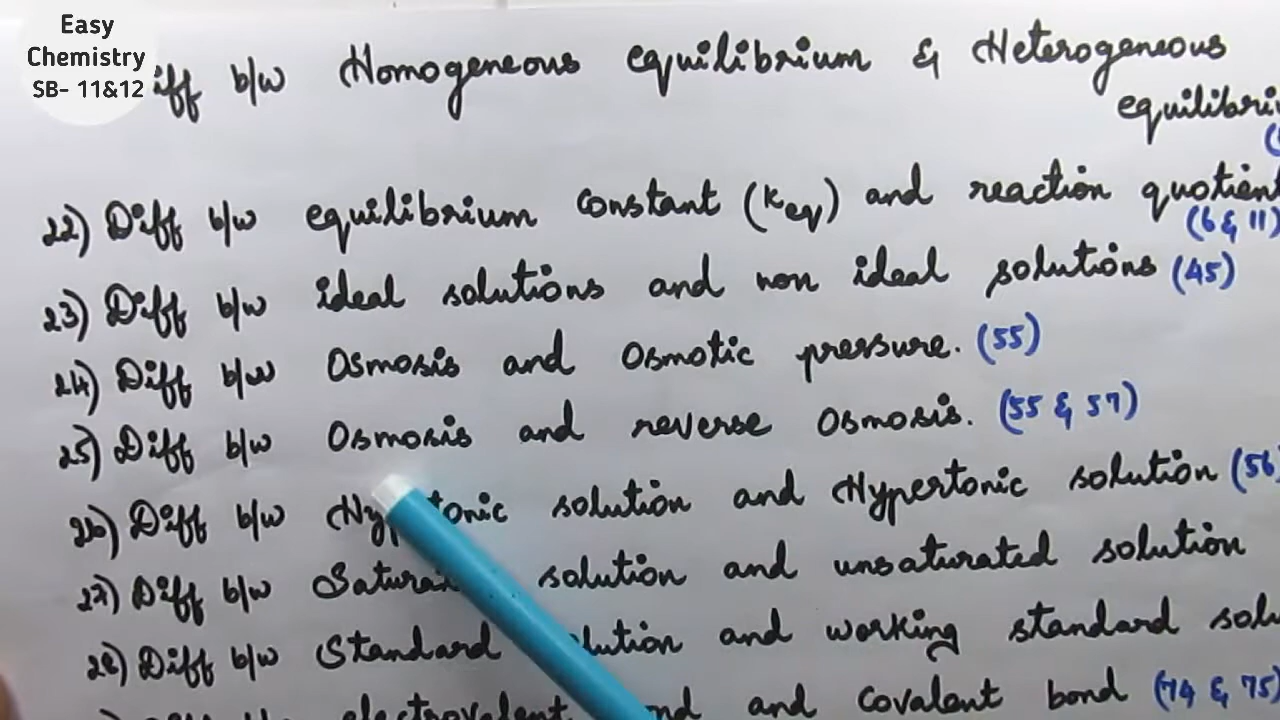 Easy
Chemistry
SB- 11&12
iff b/w Homogeneous equilibrium & Heterogeneous
equilibri
22) Diff b/w equilibrium constant (Keq) and reaction quotient
(6 & 11)
23) Diff b/w ideal solutions and non ideal solutions (45)
24) Diff b/w Osmosis and Osmotic pressure. (55)
25) Diff b/w Osmosis and reverse Osmosis. (55 & 57)
26) Diff b/w Hy tonic solution and Hypertonic solution (56
27) Diff b/w Satura solution and unsaturated solution
28) Diff b/w Standard lution and working standard solu
electrovalent nd and covalent bond (74 & 75)